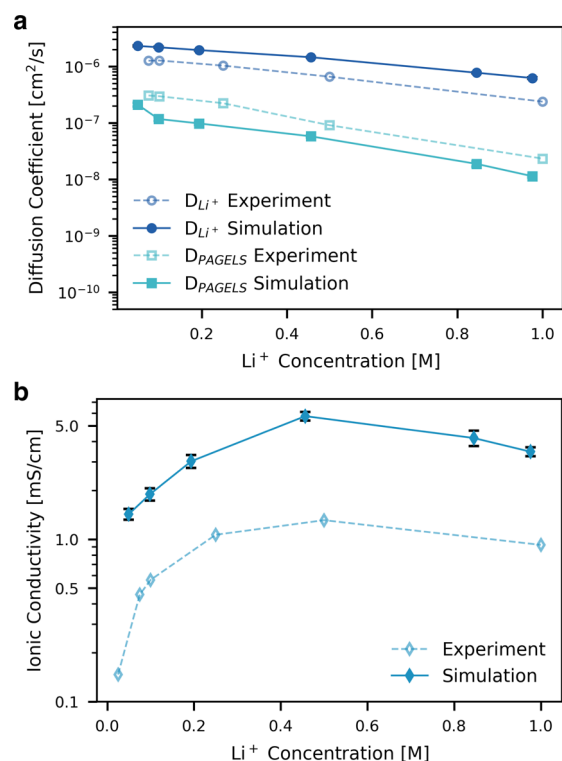 a
Diffusion Coefficient [cm²/s]
10⁻⁶
10⁻⁷
10⁻⁸
10⁻⁹
10⁻¹⁰
D_Li⁺ Experiment
D_Li⁺ Simulation
D_PAGELS Experiment
D_PAGELS Simulation
0.2 0.4 0.6 0.8 1.0
Li⁺ Concentration [M]
b
Ionic Conductivity [mS/cm]
5.0
1.0
0.5
0.1
Experiment
Simulation
0.0 0.2 0.4 0.6 0.8 1.0
Li⁺ Concentration [M]